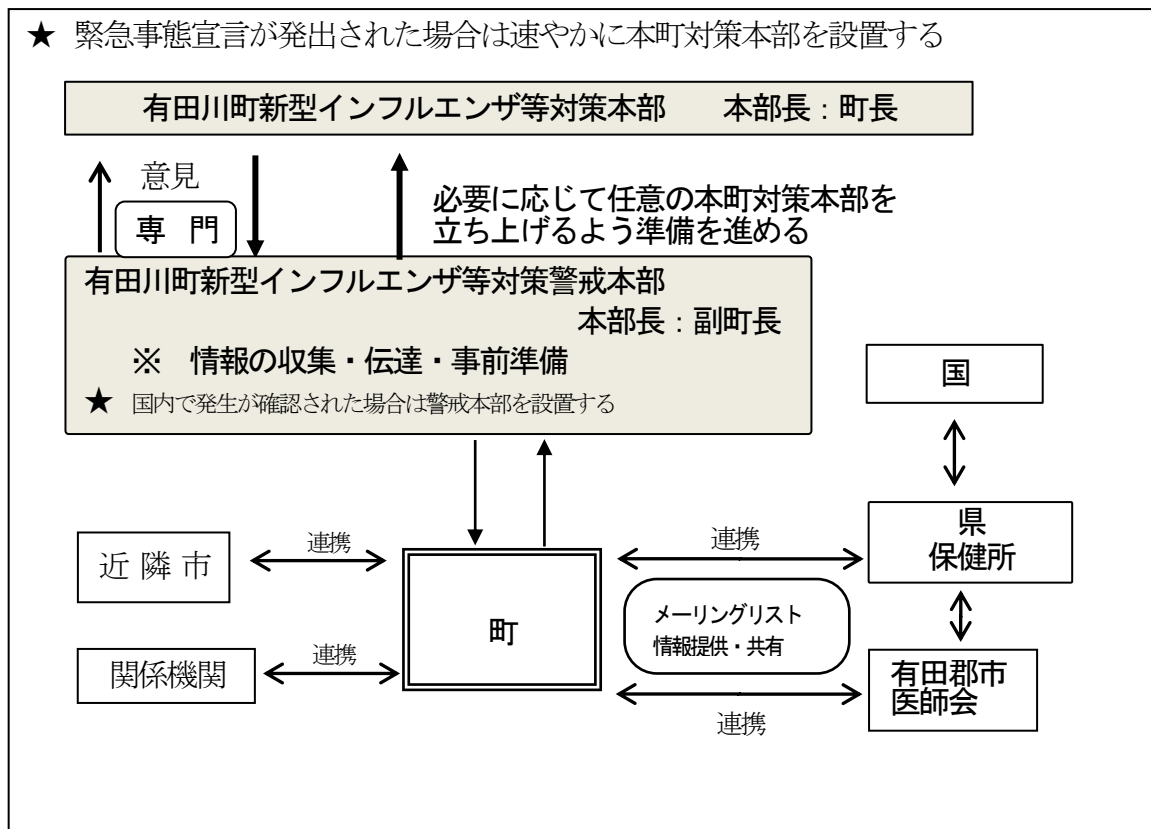 ★ 緊急事態宣言が発出された場合は速やかに本町対策本部を設置する
有田川町新型インフルエンザ等対策本部　　本部長：町長
意見
専　門
必要に応じて任意の本町対策本部を
立ち上げるよう準備を進める
有田川町新型インフルエンザ等対策警戒本部
本部長：副町長
※　情報の収集・伝達・事前準備
★　国内で発生が確認された場合は警戒本部を設置する
国
県
保健所
近 隣 市
連携
町
連携
メーリングリスト
情報提供・共有
関係機関
連携
連携
有田郡市
医師会